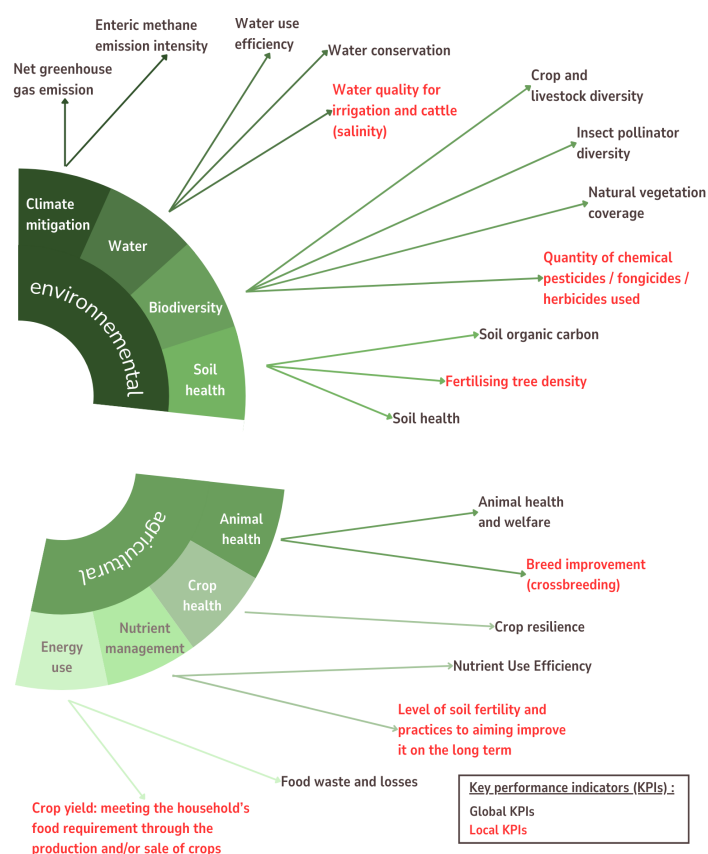 Enteric methane
emission intensity
Water use
efficiency
Water conservation
Net greenhouse
gas emission
Water quality for
irrigation and cattle
(salinity)
Crop and
livestock diversity
Insect pollinator
diversity
Natural vegetation
coverage
Quantity of chemical
pesticides / fongicides /
herbicides used
Climate
mitigation
Water
Biodiversity
Soil
health
environnemental
Soil organic carbon
Fertilising tree density
Soil health
agricultural
Animal
health
Crop
health
Nutrient
management
Energy
use
Animal health
and welfare
Breed improvement
(crossbreeding)
Crop resilience
Nutrient Use Efficiency
Level of soil fertility and
practices to aiming improve
it on the long term
Food waste and losses
Crop yield: meeting the household's
food requirement through the
production and/or sale of crops
Key performance indicators (KPIs) :
Global KPIs
Local KPIs